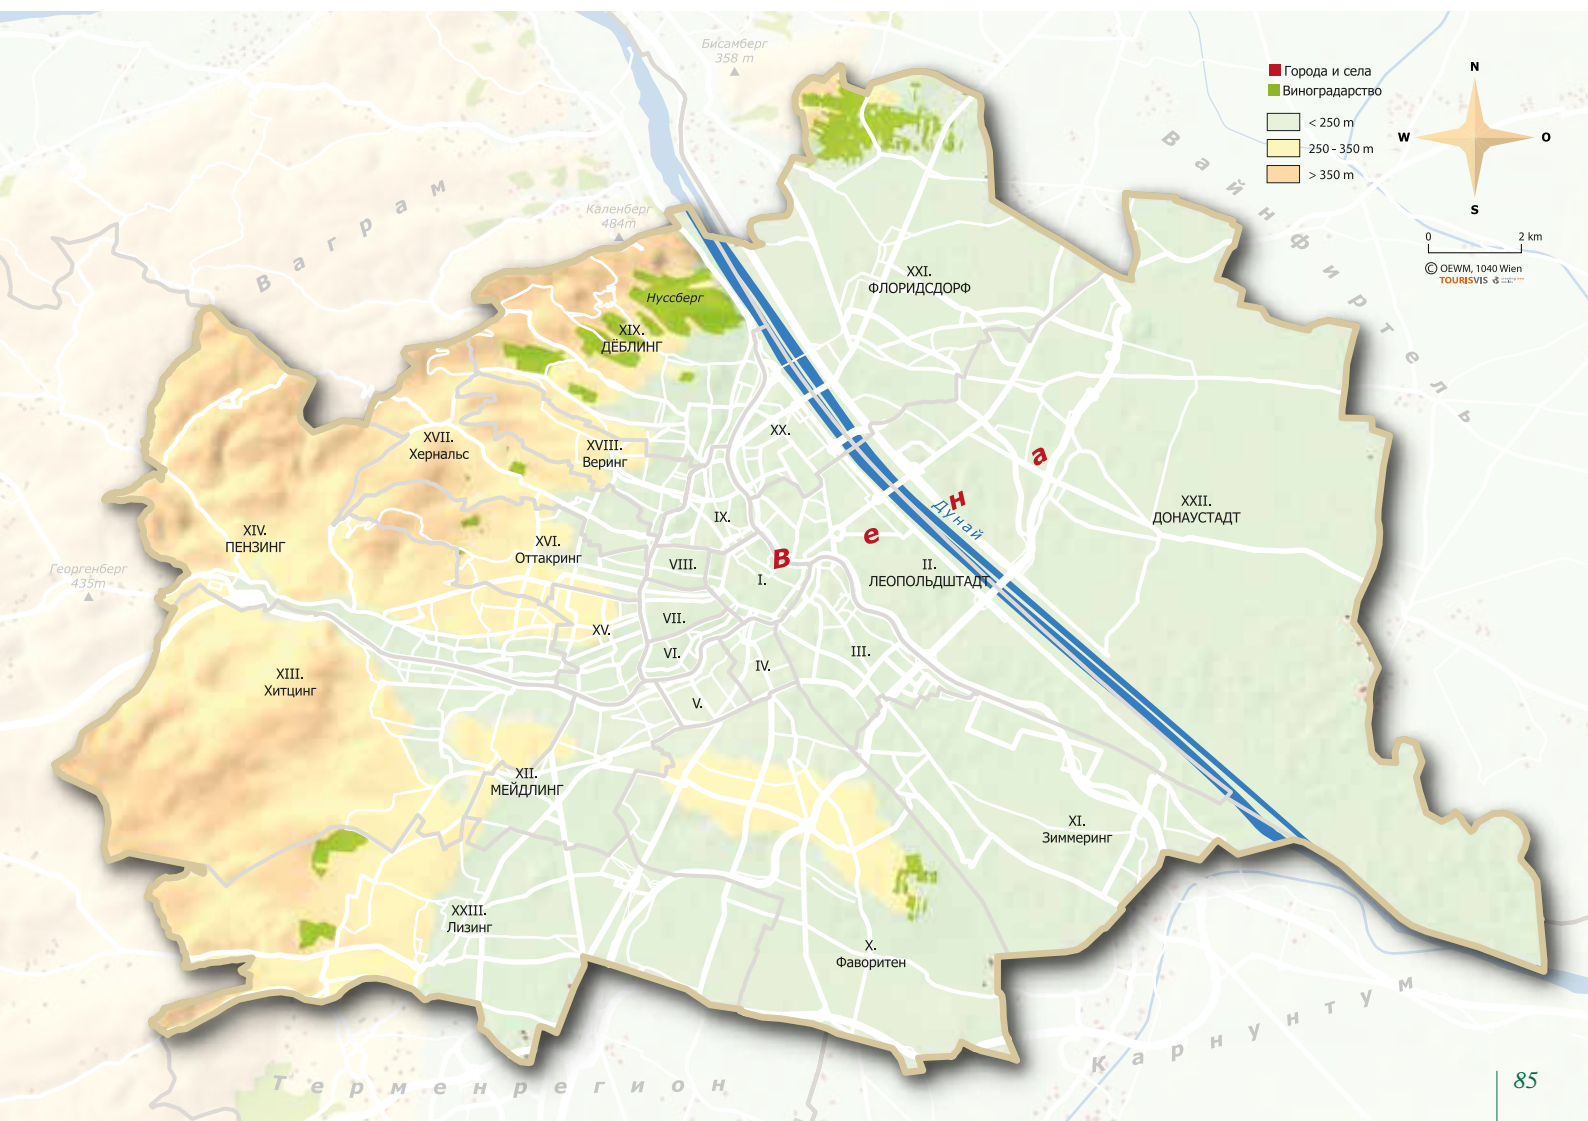 Бисамберг
358 m
Города и села
Виноградарство
< 250 m
250 - 350 m
> 350 m
N
W
O
S
0 2 km
© OEWM, 1040 Wien
TOURISVIS
Вайнфиртель
Ваграм
Каленберг
484m
Нуссберг
XIX.
ДЁБЛИНГ
XXI.
ФЛОРИДСДОРФ
XVII.
Хернальс
XVIII.
Веринг
XX.
XXII.
ДОНАУСТАДТ
Вена
Дунай
IX.
XIV.
ПЕНЗИНГ
XVI.
Оттакринг
VIII.
I.
II.
ЛЕОПОЛЬДШТАДТ
Георгенберг
435m
XV.
VII.
VI.
IV.
III.
V.
XIII.
Хитцинг
XII.
МЕЙДЛИНГ
XI.
Зиммеринг
XXIII.
Лизинг
X.
Фаворитен
Карнунтум
Терменрегион
85